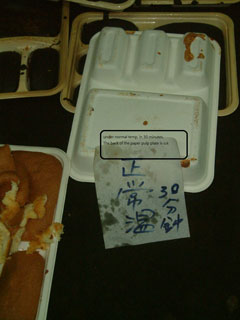 under normal temp. in 30 minutes,
The back of the paper pulp plate is ok
正常温
30分钟